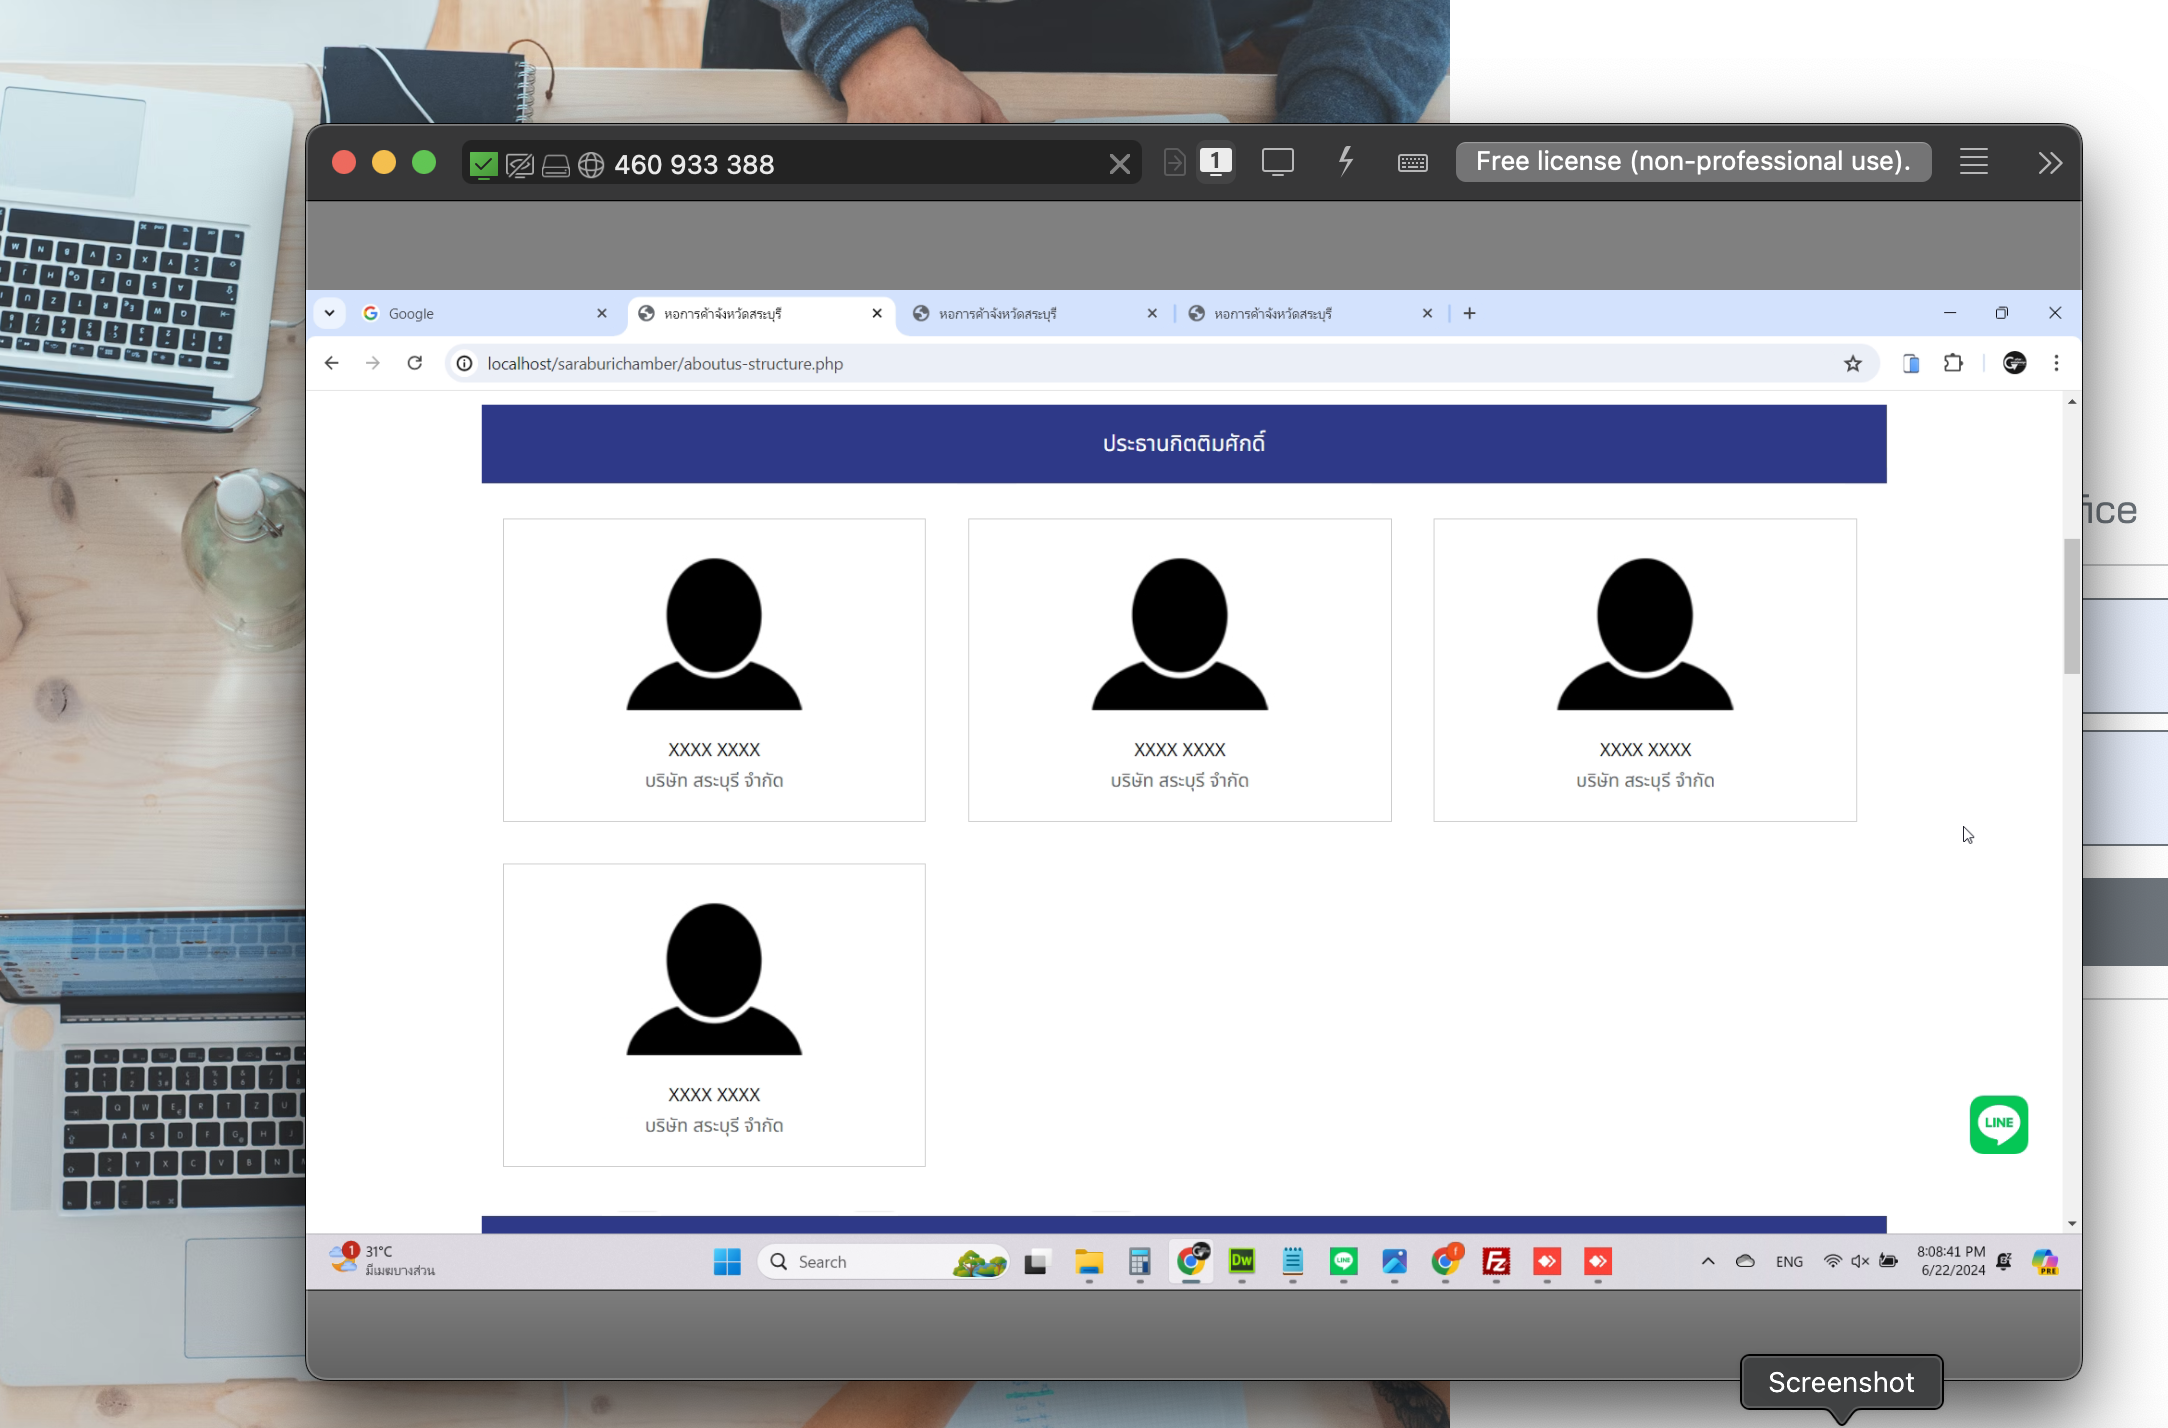 460 933 388
1
Free license (non-professional use).
Google
หอการค้าจังหวัดสระบุรี
หอการค้าจังหวัดสระบุรี
หอการค้าจังหวัดสระบุรี
localhost/saraburichamber/aboutus-structure.php
ประธานกิตติมศักดิ์
fice
XXXX XXXX
บริษัท สระบุรี จำกัด
XXXX XXXX
บริษัท สระบุรี จำกัด
XXXX XXXX
บริษัท สระบุรี จำกัด
XXXX XXXX
บริษัท สระบุรี จำกัด
LINE
1
31°C
มีเมฆบางส่วน
Search
Dw
LINE
FZ
ENG
8:08:41 PM
6/22/2024
PRE
Screenshot